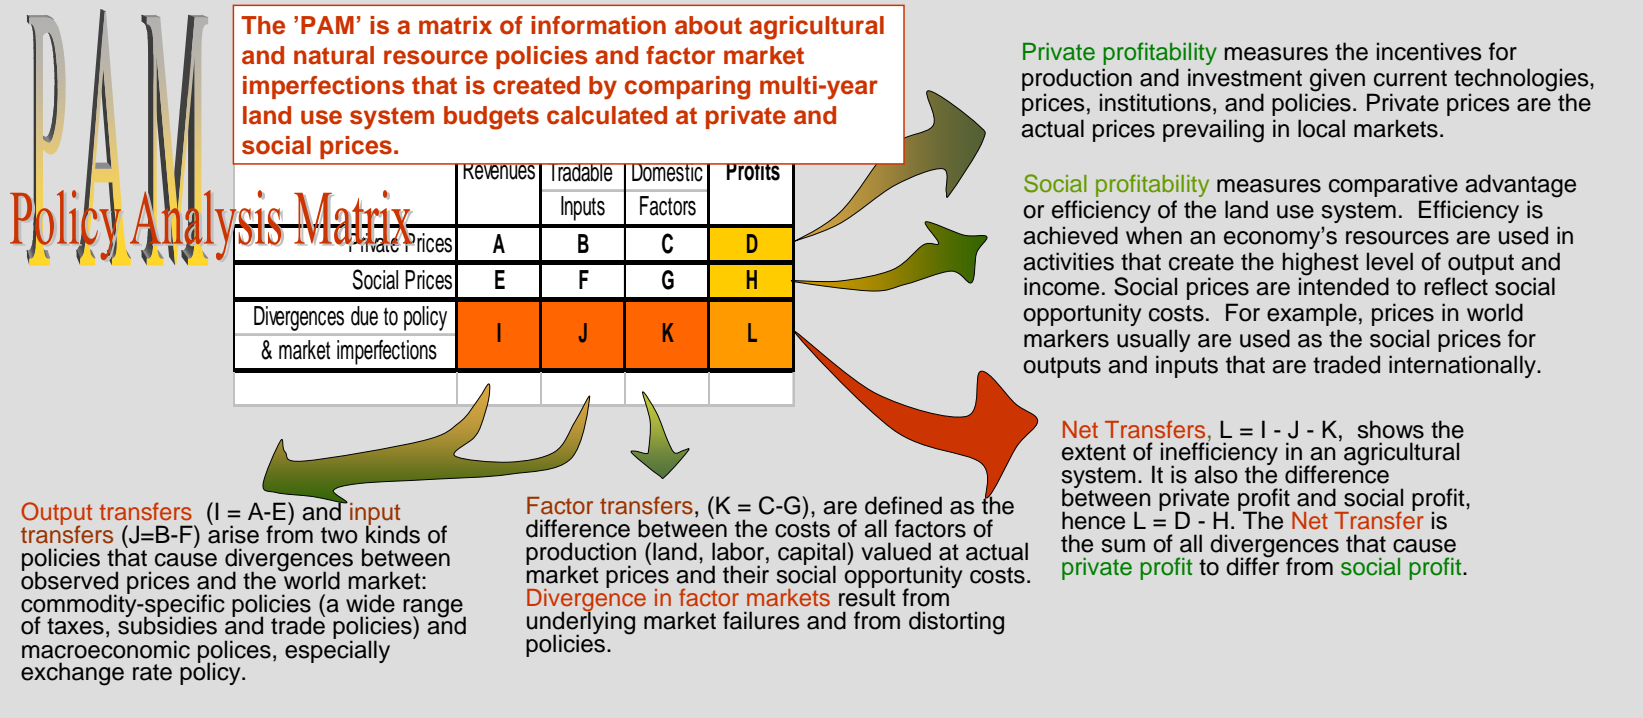 PAM
Policy Analysis Matrix
The ’PAM’ is a matrix of information about agricultural
and natural resource policies and factor market
imperfections that is created by comparing multi-year
land use system budgets calculated at private and
social prices.
Revenues Tradable Domestic Profits
Inputs Factors
Private Prices A B C D
Social Prices E F G H
Divergences due to policy
& market imperfections
I J K L
Private profitability measures the incentives for
production and investment given current technologies,
prices, institutions, and policies. Private prices are the
actual prices prevailing in local markets.
Social profitability measures comparative advantage
or efficiency of the land use system. Efficiency is
achieved when an economy’s resources are used in
activities that create the highest level of output and
income. Social prices are intended to reflect social
opportunity costs. For example, prices in world
markers usually are used as the social prices for
outputs and inputs that are traded internationally.
Net Transfers, L = I - J - K, shows the
extent of inefficiency in an agricultural
system. It is also the difference
between private profit and social profit,
hence L = D - H. The Net Transfer is
the sum of all divergences that cause
private profit to differ from social profit.
Output transfers (I = A-E) and input
transfers (J=B-F) arise from two kinds of
policies that cause divergences between
observed prices and the world market:
commodity-specific policies (a wide range
of taxes, subsidies and trade policies) and
macroeconomic polices, especially
exchange rate policy.
Factor transfers, (K = C-G), are defined as the
difference between the costs of all factors of
production (land, labor, capital) valued at actual
market prices and their social opportunity costs.
Divergence in factor markets result from
underlying market failures and from distorting
policies.